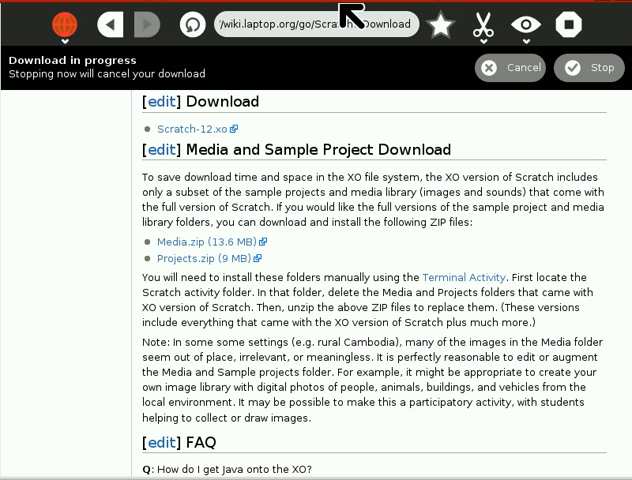 /wiki.laptop.org/go/Scra Download
Download in progress
Stopping now will cancel your download
Cancel
Stop
[edit] Download
Scratch-12.xo
[edit] Media and Sample Project Download
To save download time and space in the XO file system, the XO version of Scratch includes
only a subset of the sample projects and media library (images and sounds) that come with
the full version of Scratch. If you would like the full versions of the sample project and media
library folders, you can download and install the following ZIP files:
Media.zip (13.6 MB)
Projects.zip (9 MB)
You will need to install these folders manually using the Terminal Activity. First locate the
Scratch activity folder. In that folder, delete the Media and Projects folders that came with
XO version of Scratch. Then, unzip the above ZIP files to replace them. (These versions
include everything that came with the XO version of Scratch plus much more.)
Note: In some some settings (e.g. rural Cambodia), many of the images in the Media folder
seem out of place, irrelevant, or meaningless. It is perfectly reasonable to edit or augment
the Media and Sample projects folder. For example, it might be appropriate to create your
own image library with digital photos of people, animals, buildings, and vehicles from the
local environment. It may be possible to make this a participatory activity, with students
helping to collect or draw images.
[edit] FAQ
Q: How do I get Java onto the XO?